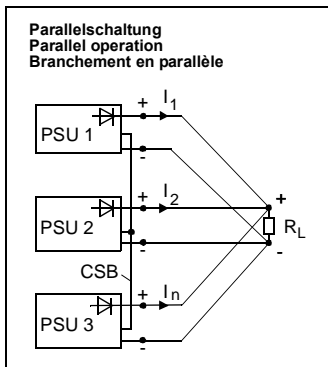 Parallelschaltung
Parallel operation
Branchement en parallèle
+ I1
PSU 1
-
+ I2
+
PSU 2
RL
-
-
CSB
+ In
PSU 3
-